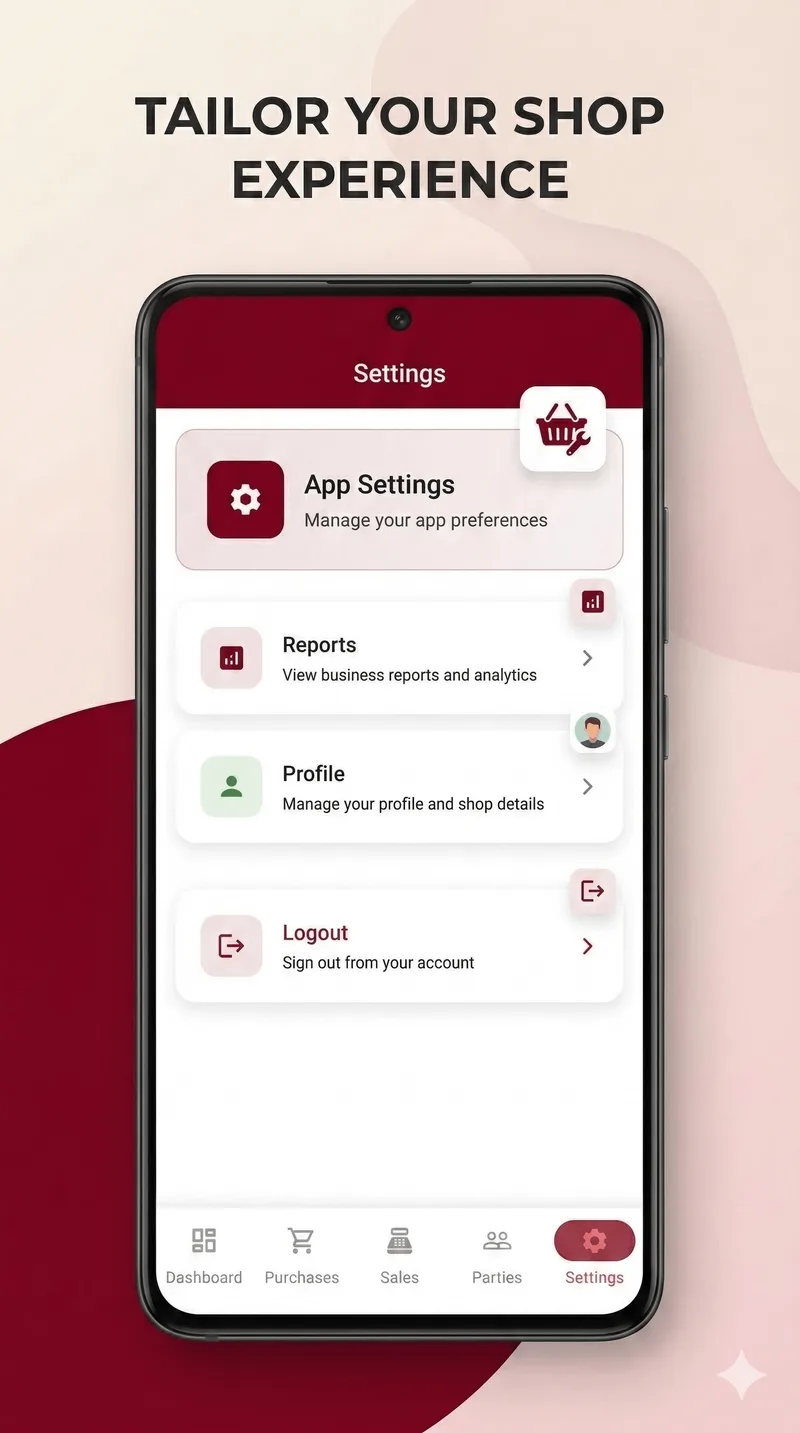 TAILOR YOUR SHOP
EXPERIENCE
Settings
App Settings
Manage your app preferences
Reports
View business reports and analytics
Profile
Manage your profile and shop details
Logout
Sign out from your account
Dashboard
Purchases
Sales
Parties
Settings